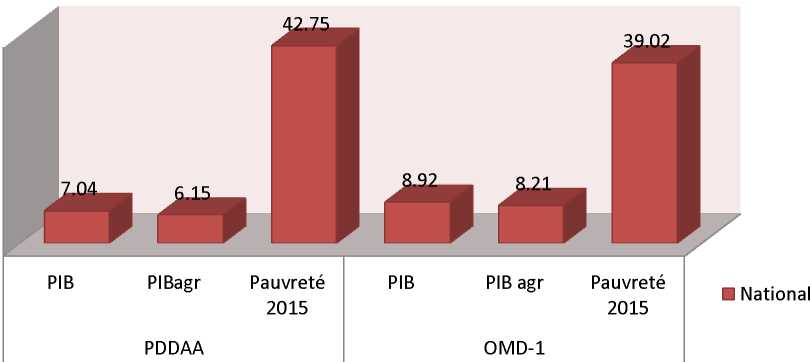 42.75
39.02
7.04
6.15
8.92
8.21
PIB
PIBagr
Pauvreté
2015
PIB
PIB agr
Pauvreté
2015
National
PDDAA
OMD-1